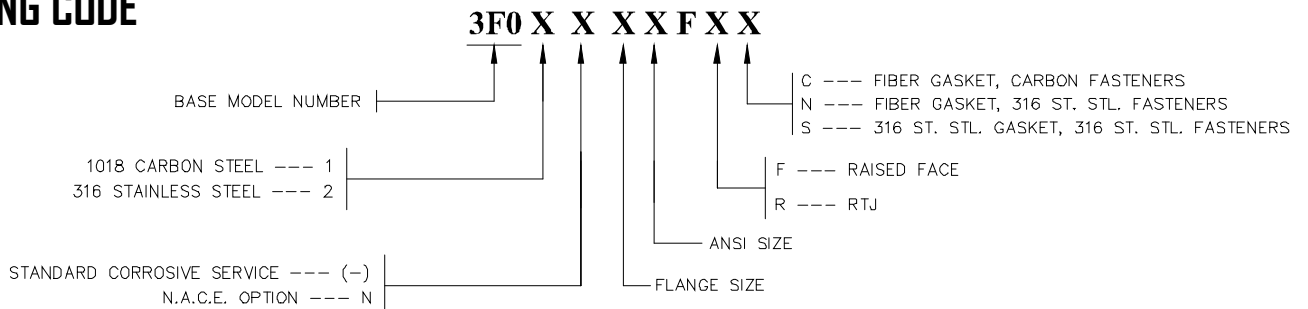 NG CODE
3F0 X X X X F X X
BASE MODEL NUMBER
1018 CARBON STEEL --- 1
316 STAINLESS STEEL --- 2
STANDARD CORROSIVE SERVICE --- (-)
N.A.C.E. OPTION --- N
C --- FIBER GASKET, CARBON FASTENERS
N --- FIBER GASKET, 316 ST. STL. FASTENERS
S --- 316 ST. STL. GASKET, 316 ST. STL. FASTENERS
F --- RAISED FACE
R --- RTJ
ANSI SIZE
FLANGE SIZE